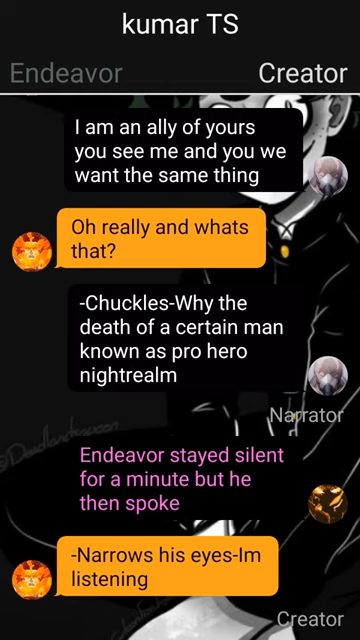 kumar TS
Endeavor
Creator
I am an ally of yours
you see me and you we
want the same thing
Oh really and whats
that?
-Chuckles-Why the
death of a certain man
known as pro hero
nightrealm
Narrator
Endeavor stayed silent
for a minute but he
then spoke
-Narrows his eyes-Im
listening
Creator